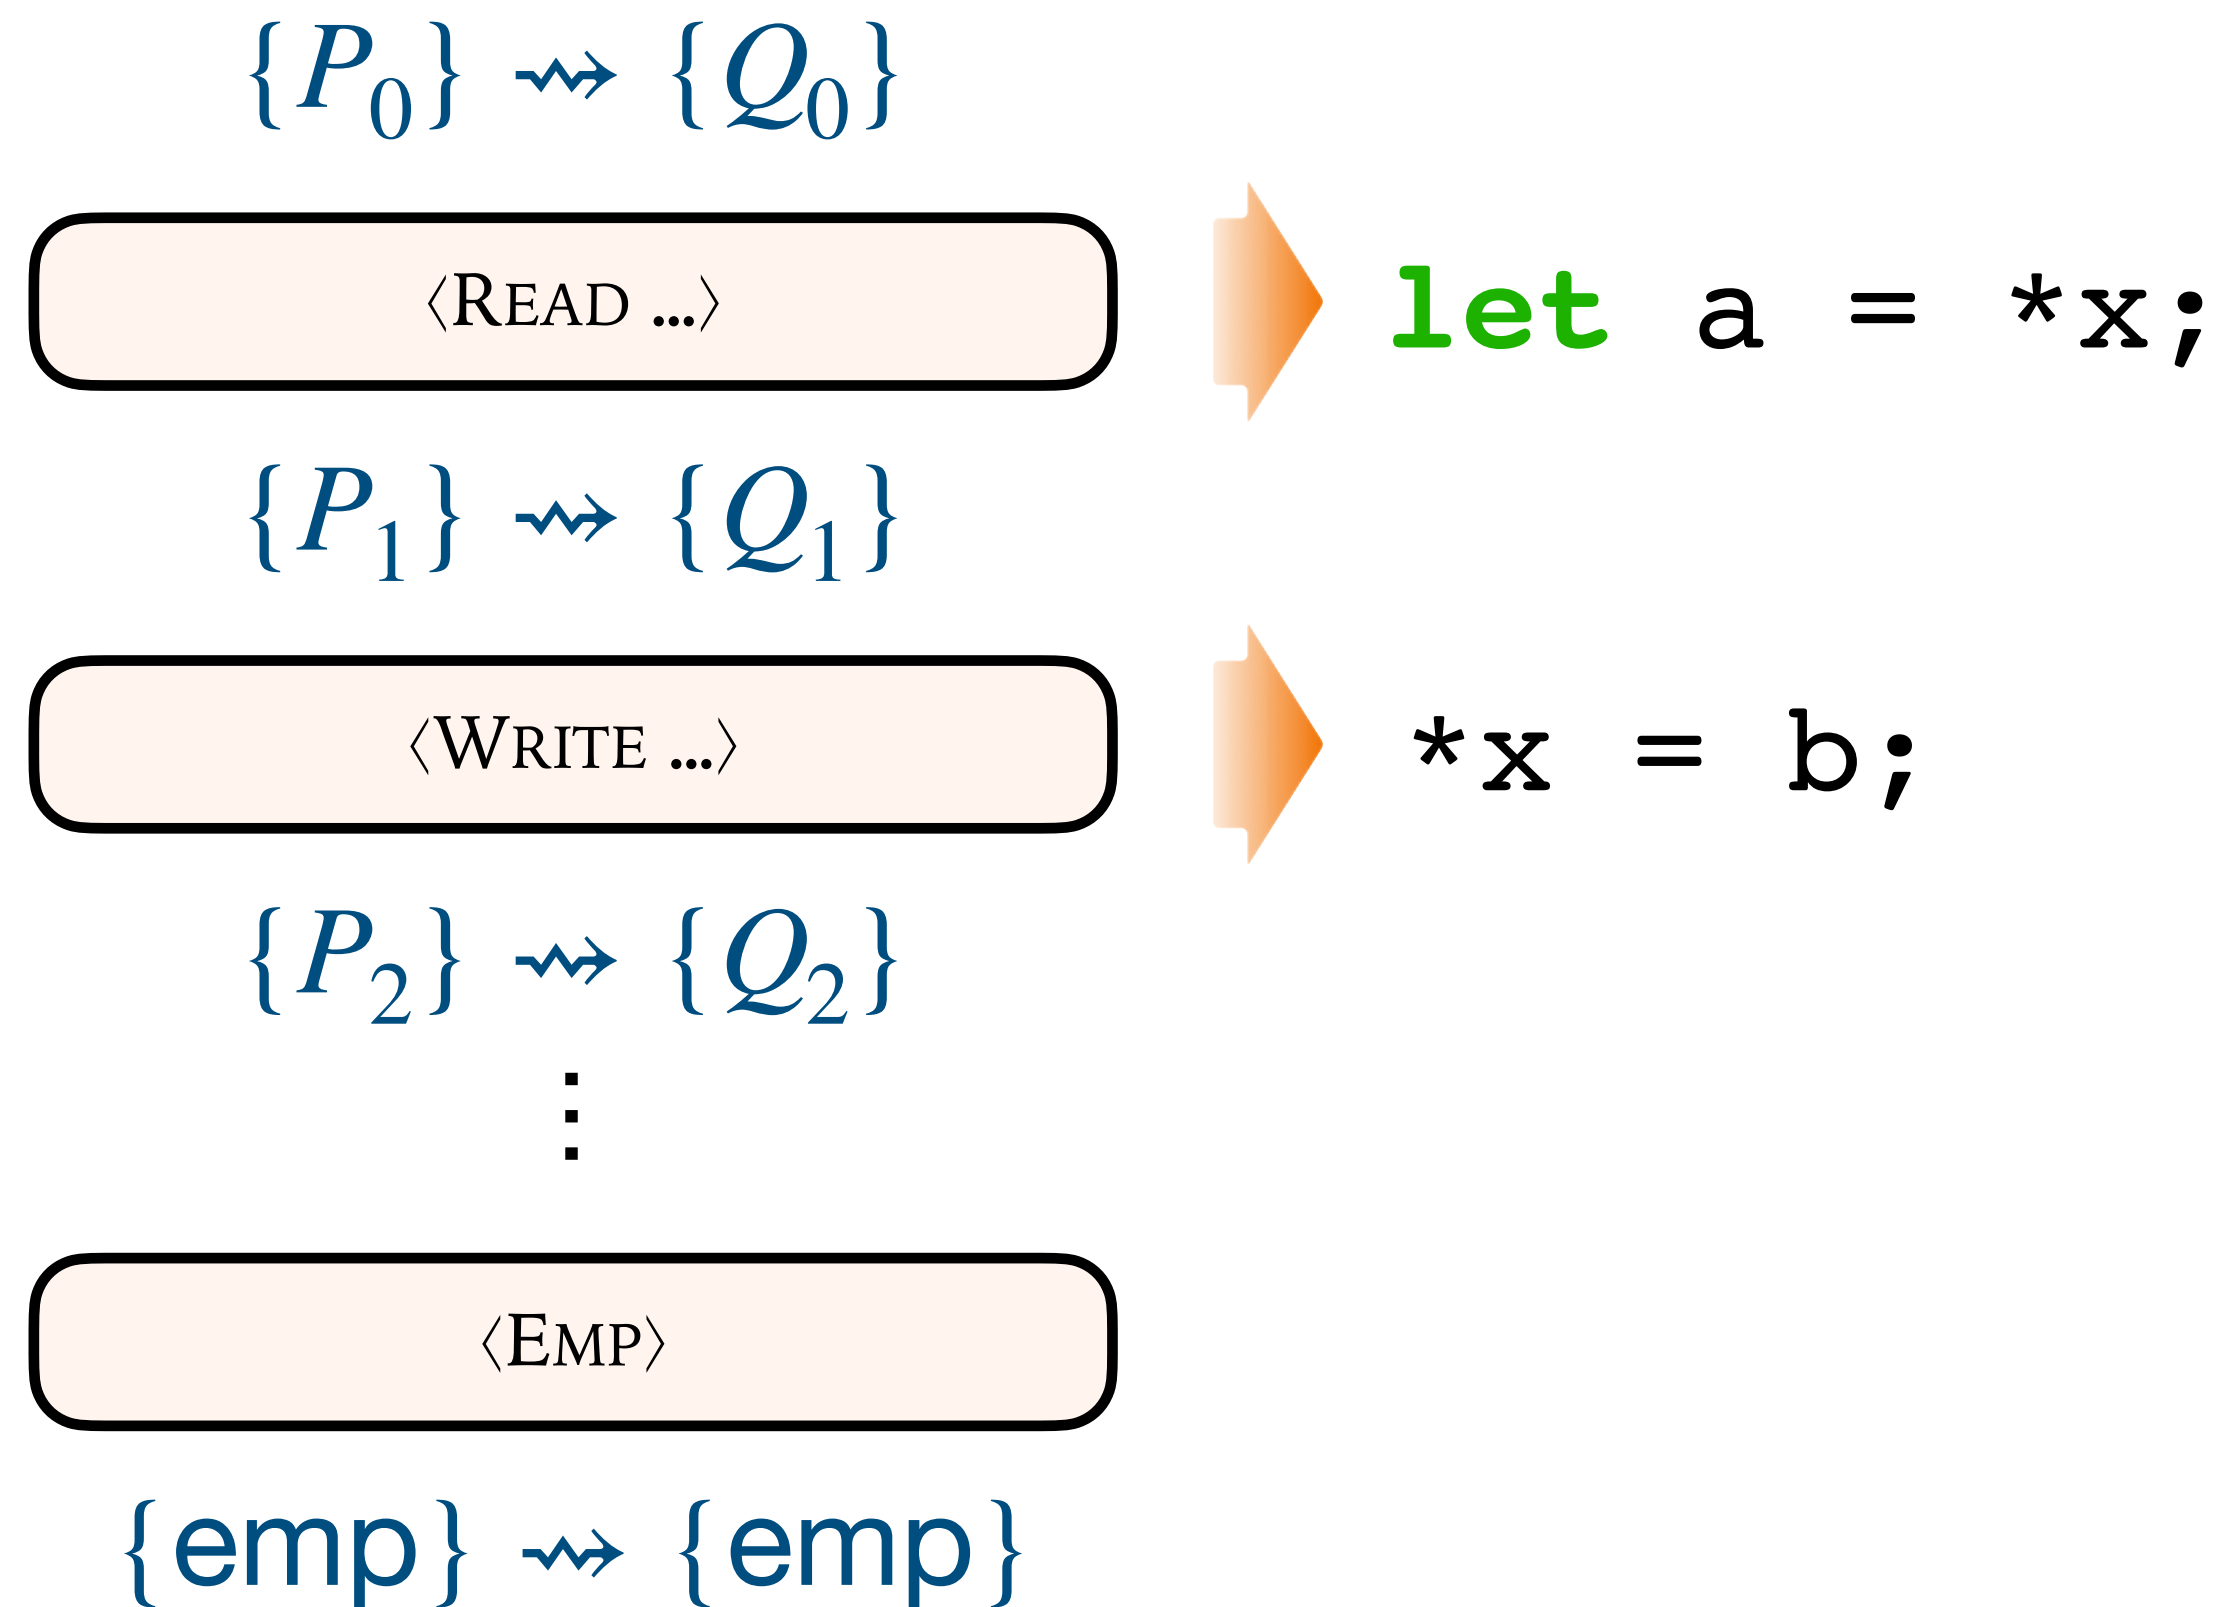 {P₀} ⇝ {Q₀}
⟨READ ...⟩ let a = *x;
{P₁} ⇝ {Q₁}
⟨WRITE ...⟩ *x = b;
{P₂} ⇝ {Q₂}
⋮
⟨EMP⟩
{emp} ⇝ {emp}